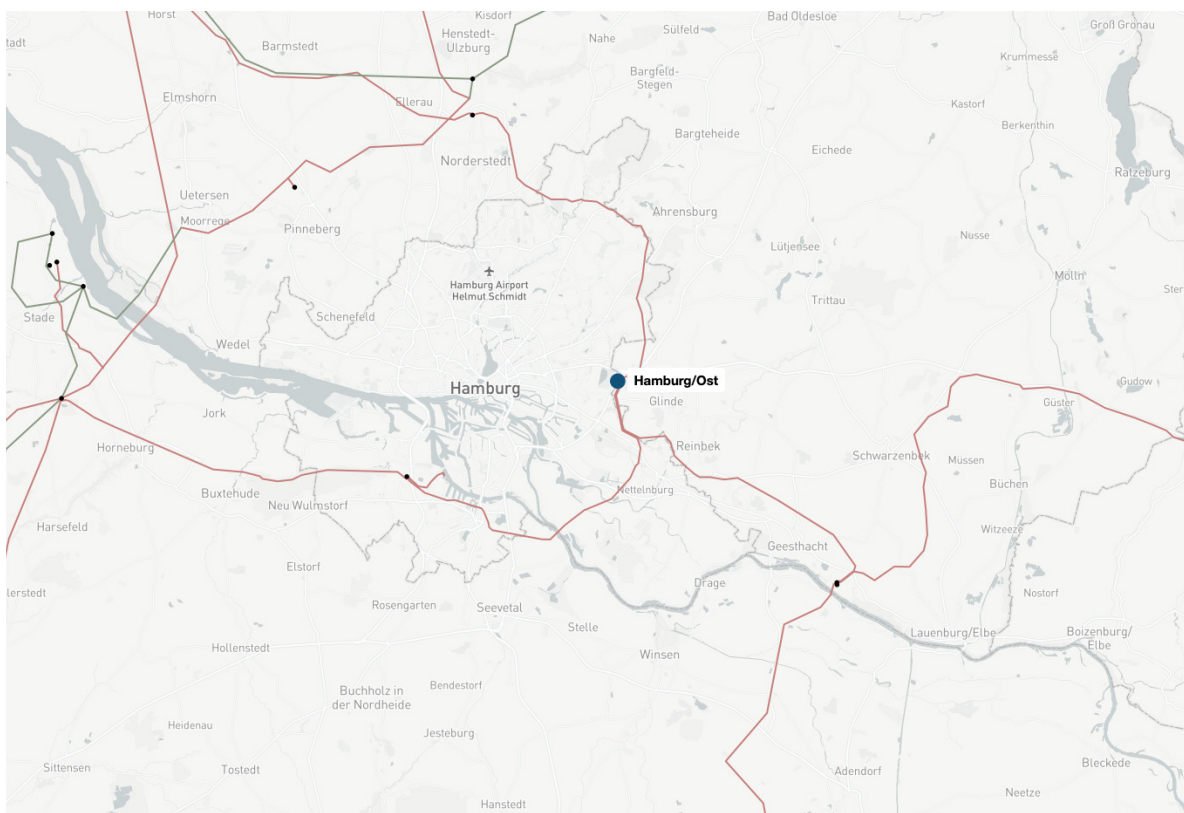 Horst
Kisdorf
Bad Oldesloe
Groß Gronau
Barmstedt
Henstedt-
Ulzburg
Nahe
Sülfeld
Krummesse
Bargfeld-
Stegen
Elmshorn
Ellerau
Kastorf
Berkenthin
Bargteheide
Eichede
Norderstedt
Ratzeburg
Uetersen
Moorrege
Ahrensburg
Pinneberg
Nusse
Lütjensee
Mölln
Hamburg Airport
Helmut Schmidt
Trittau
Stade
Schenefeld
Wedel
Hamburg
Hamburg/Ost
Glinde
Gudow
Güster
Jork
Horneburg
Reinbek
Schwarzenbek
Müssen
Büchen
Buxtehude
Neu Wulmstorf
Nettelnburg
Harsefeld
Witzeeze
Geesthacht
Elstorf
Drage
Nostorf
Rosengarten
Seevetal
Stelle
Lauenburg/Elbe
Boizenburg/
Elbe
Hollenstedt
Winsen
Bendestorf
Buchholz in
der Nordheide
Heidenau
Jesteburg
Sittensen
Tostedt
Adendorf
Bleckede
Hanstedt
Neetze